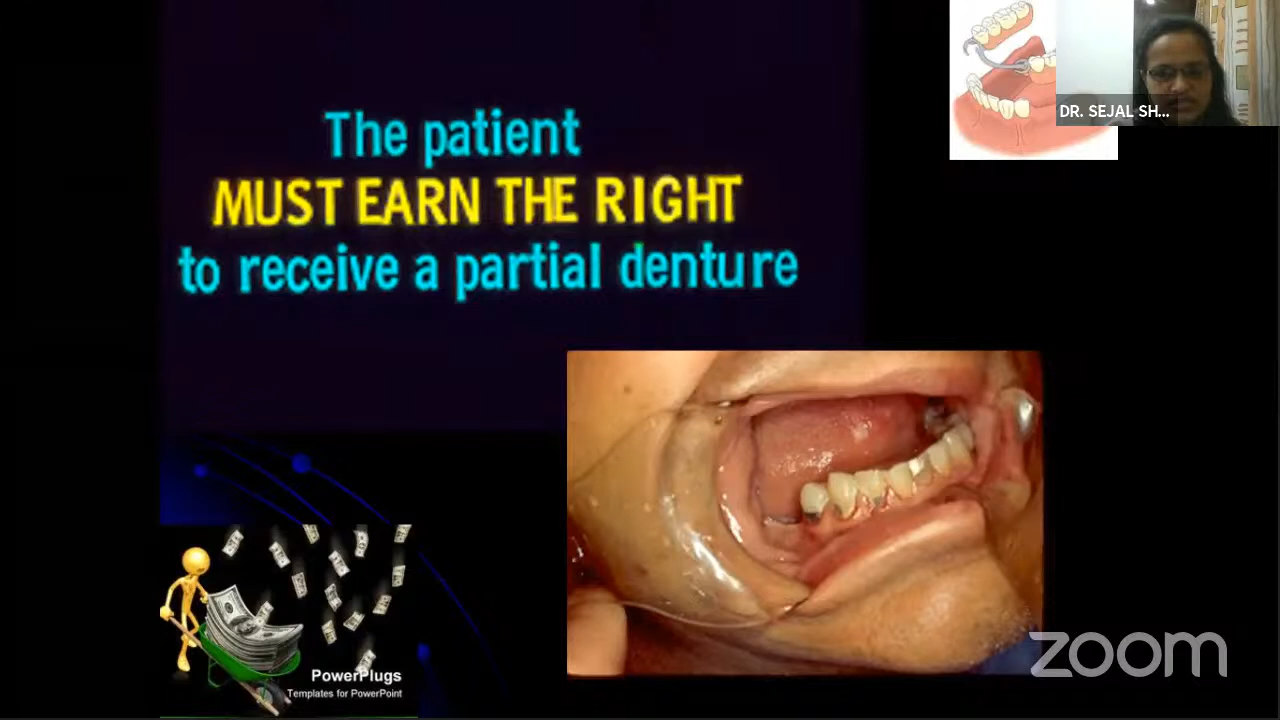 The patient
MUST EARN THE RIGHT
to receive a partial denture
DR. SEJAL SH...
PowerPlugs
Templates for PowerPoint
zoom